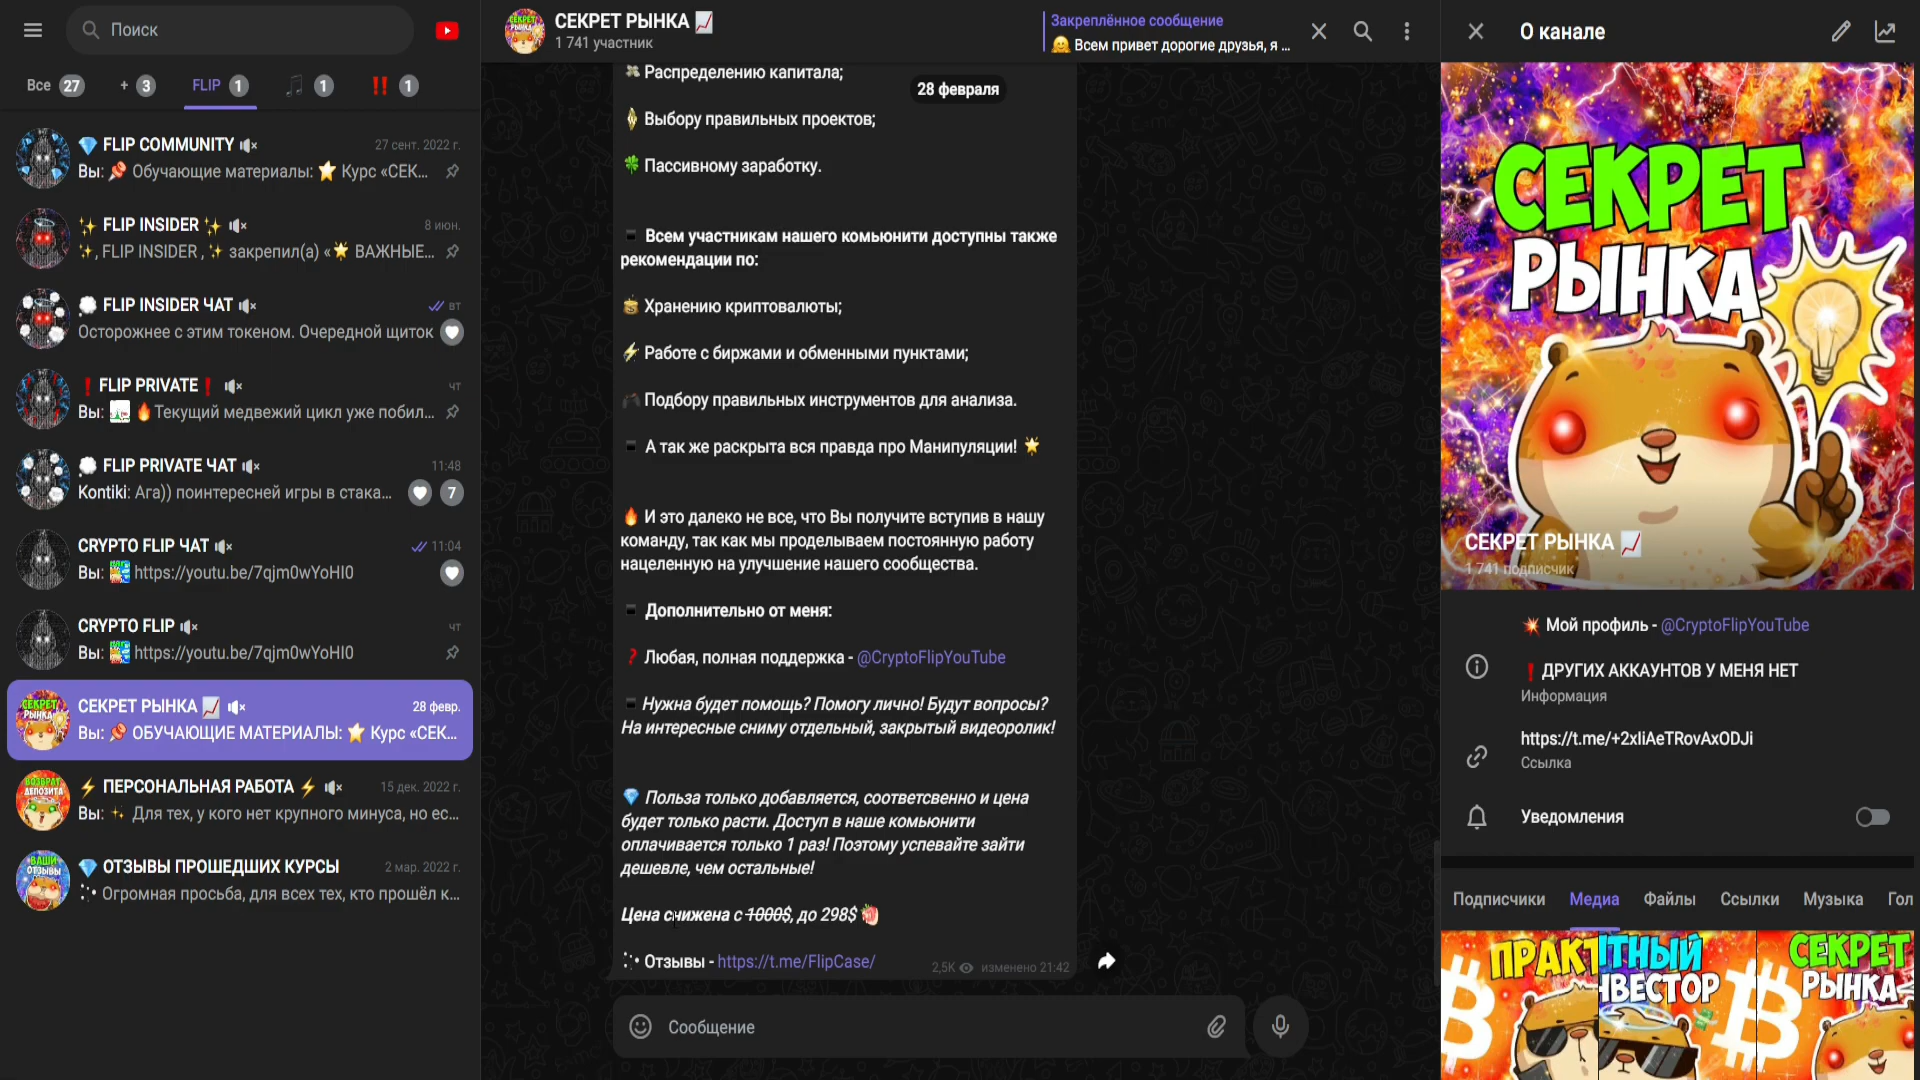 Поиск
Все 27
+ 3
FLIP 1
1
1
FLIP COMMUNITY
27 сент. 2022 г.
Вы: Обучающие материалы: Курс «СЕК...
FLIP INSIDER
8 июн.
, FLIP INSIDER , закрепил(а) « ВАЖНЫЕ...
FLIP INSIDER ЧАТ
вт
Осторожнее с этим токеном. Очередной щиток
FLIP PRIVATE
чт
Вы: Текущий медвежий цикл уже побил...
FLIP PRIVATE ЧАТ
11:48
Kontiki: Ага)) поинтересней игры в стака...
7
CRYPTO FLIP ЧАТ
11:04
Вы: https://youtu.be/7qjm0wYoHI0
CRYPTO FLIP
чт
Вы: https://youtu.be/7qjm0wYoHI0
СЕКРЕТ РЫНКА
28 февр.
Вы: ОБУЧАЮЩИЕ МАТЕРИАЛЫ: Курс «СЕК...
ПЕРСОНАЛЬНАЯ РАБОТА
15 дек. 2022 г.
Вы: Для тех, у кого нет крупного минуса, но ес...
ОТЗЫВЫ ПРОШЕДШИХ КУРСЫ
2 мар. 2022 г.
Огромная просьба, для всех тех, кто прошёл к...
СЕКРЕТ РЫНКА
1 741 участник
Закреплённое сообщение
Всем привет дорогие друзья, я ...
28 февраля
Распределению капитала;
Выбору правильных проектов;
Пассивному заработку.
Всем участникам нашего комьюнити доступны также
рекомендации по:
Хранению криптовалюты;
Работе с биржами и обменными пунктами;
Подбору правильных инструментов для анализа.
А так же раскрыта вся правда про Манипуляции!
И это далеко не все, что Вы получите вступив в нашу
команду, так как мы проделываем постоянную работу
нацеленную на улучшение нашего сообщества.
Дополнительно от меня:
Любая, полная поддержка - @CryptoFlipYouTube
Нужна будет помощь? Помогу лично! Будут вопросы?
На интересные сниму отдельный, закрытый видеоролик!
Польза только добавляется, соответсвенно и цена
будет только расти. Доступ в наше комьюнити
оплачивается только 1 раз! Поэтому успевайте зайти
дешевле, чем остальные!
Цена снижена с 1000$, до 298$
Отзывы - https://t.me/FlipCase/
2,5K изменено 21:42
Сообщение
О канале
СЕКРЕТ
РЫНКА
СЕКРЕТ РЫНКА
1 741 подписчик
Мой профиль - @CryptoFlipYouTube
ДРУГИХ АККАУНТОВ У МЕНЯ НЕТ
Информация
https://t.me/+2xliAeTRovAxODJi
Ссылка
Уведомления
Подписчики Медиа Файлы Ссылки Музыка Гол
ПРАКТ
ІТНЫЙ
НВЕСТОР
СЕКРЕТ
РЫНКА